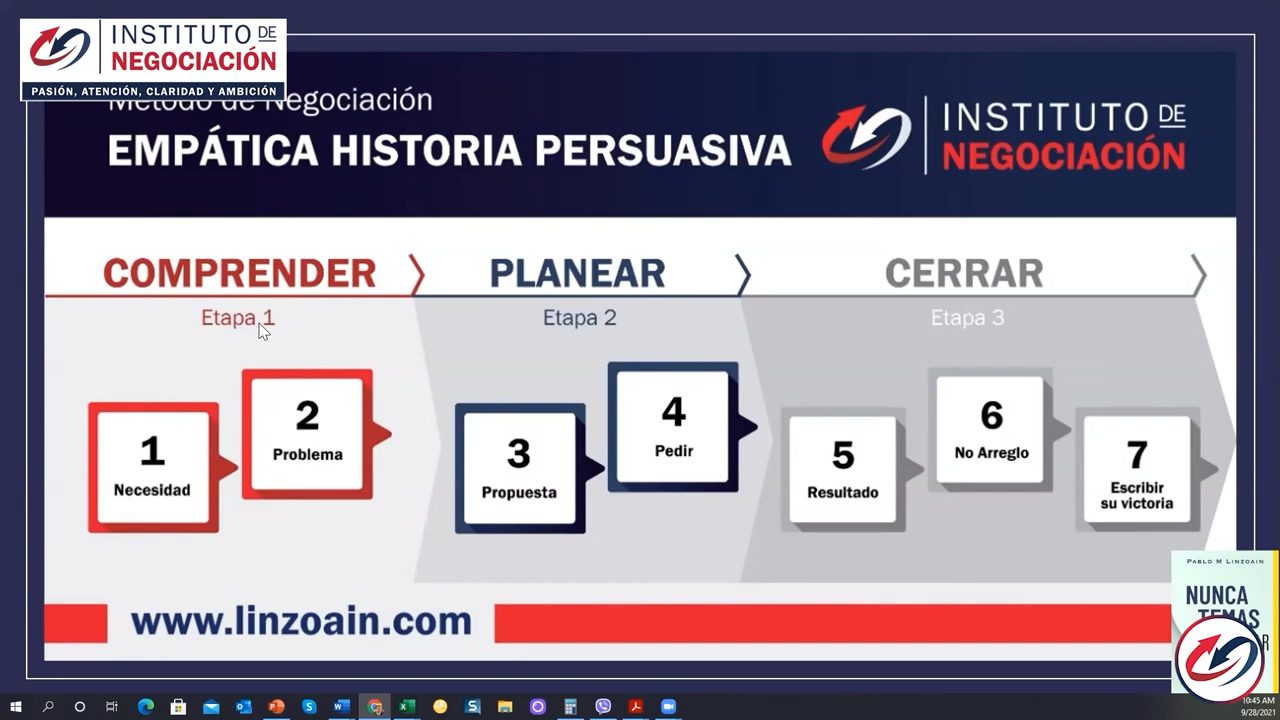 INSTITUTO DE
NEGOCIACIÓN
PASIÓN, ATENCIÓN, CLARIDAD Y AMBICIÓN
Método de Negociación
EMPÁTICA HISTORIA PERSUASIVA
INSTITUTO DE
NEGOCIACIÓN
COMPRENDER
PLANEAR
CERRAR
Etapa 1
Etapa 2
Etapa 3
1
Necesidad
2
Problema
3
Propuesta
4
Pedir
5
Resultado
6
No Arreglo
7
Escribir
su victoria
www.linzoain.com
PABLO M LINZOAIN
NUNCA
TEMAS
10:45 AM
9/28/2021